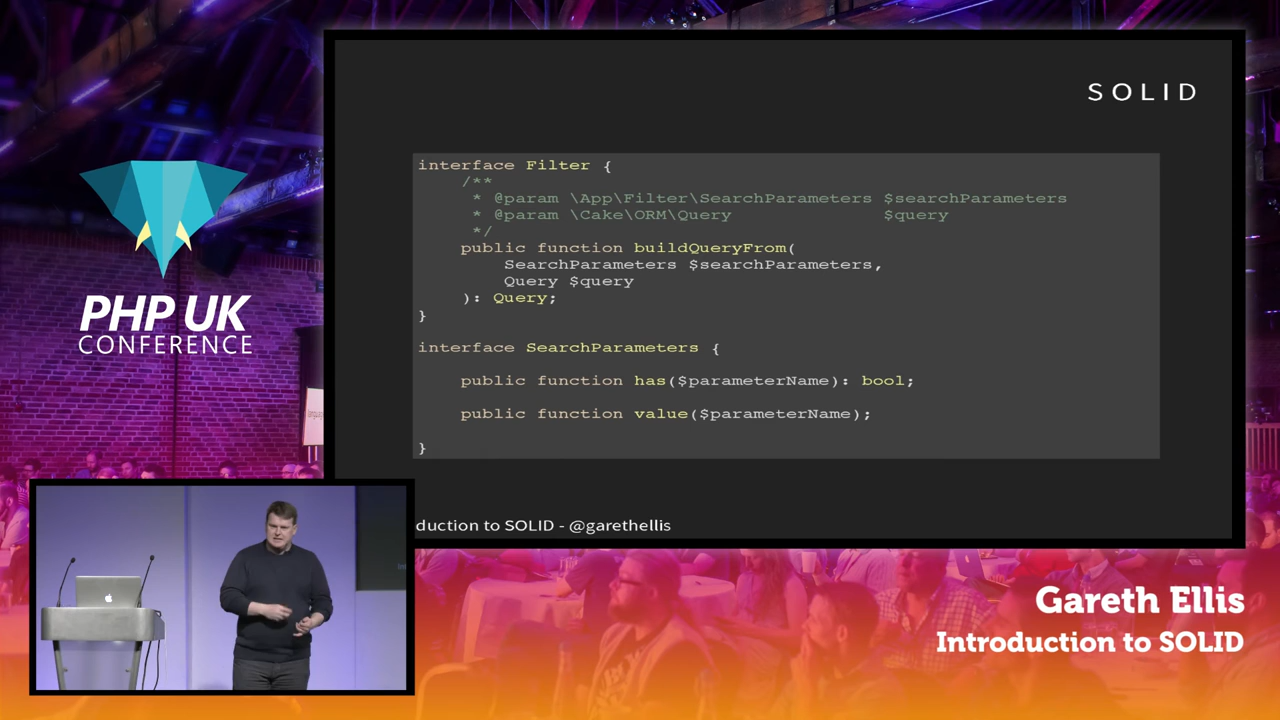 SOLID
interface Filter {
/**
* @param \App\Filter\SearchParameters $searchParameters
* @param \Cake\ORM\Query $query
*/
public function buildQueryFrom(
SearchParameters $searchParameters,
Query $query
): Query;
}
interface SearchParameters {
public function has($parameterName): bool;
public function value($parameterName);
}
duction to SOLID - @garethellis
PHP UK
CONFERENCE
Gareth Ellis
Introduction to SOLID